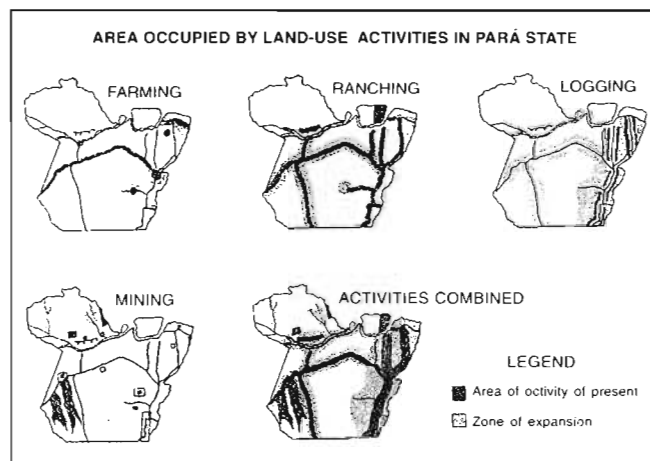 AREA OCCUPIED BY LAND-USE ACTIVITIES IN PARÁ STATE
FARMING
RANCHING
LOGGING
MINING
ACTIVITIES COMBINED
LEGEND
Area of octivity of present
Zone of expansion